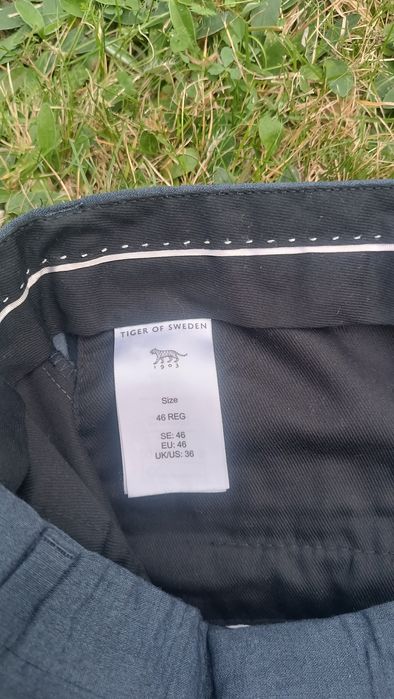 TIGER OF SWEDEN
1903
Size
46 REG
SE: 46
EU: 46
UK/US: 36